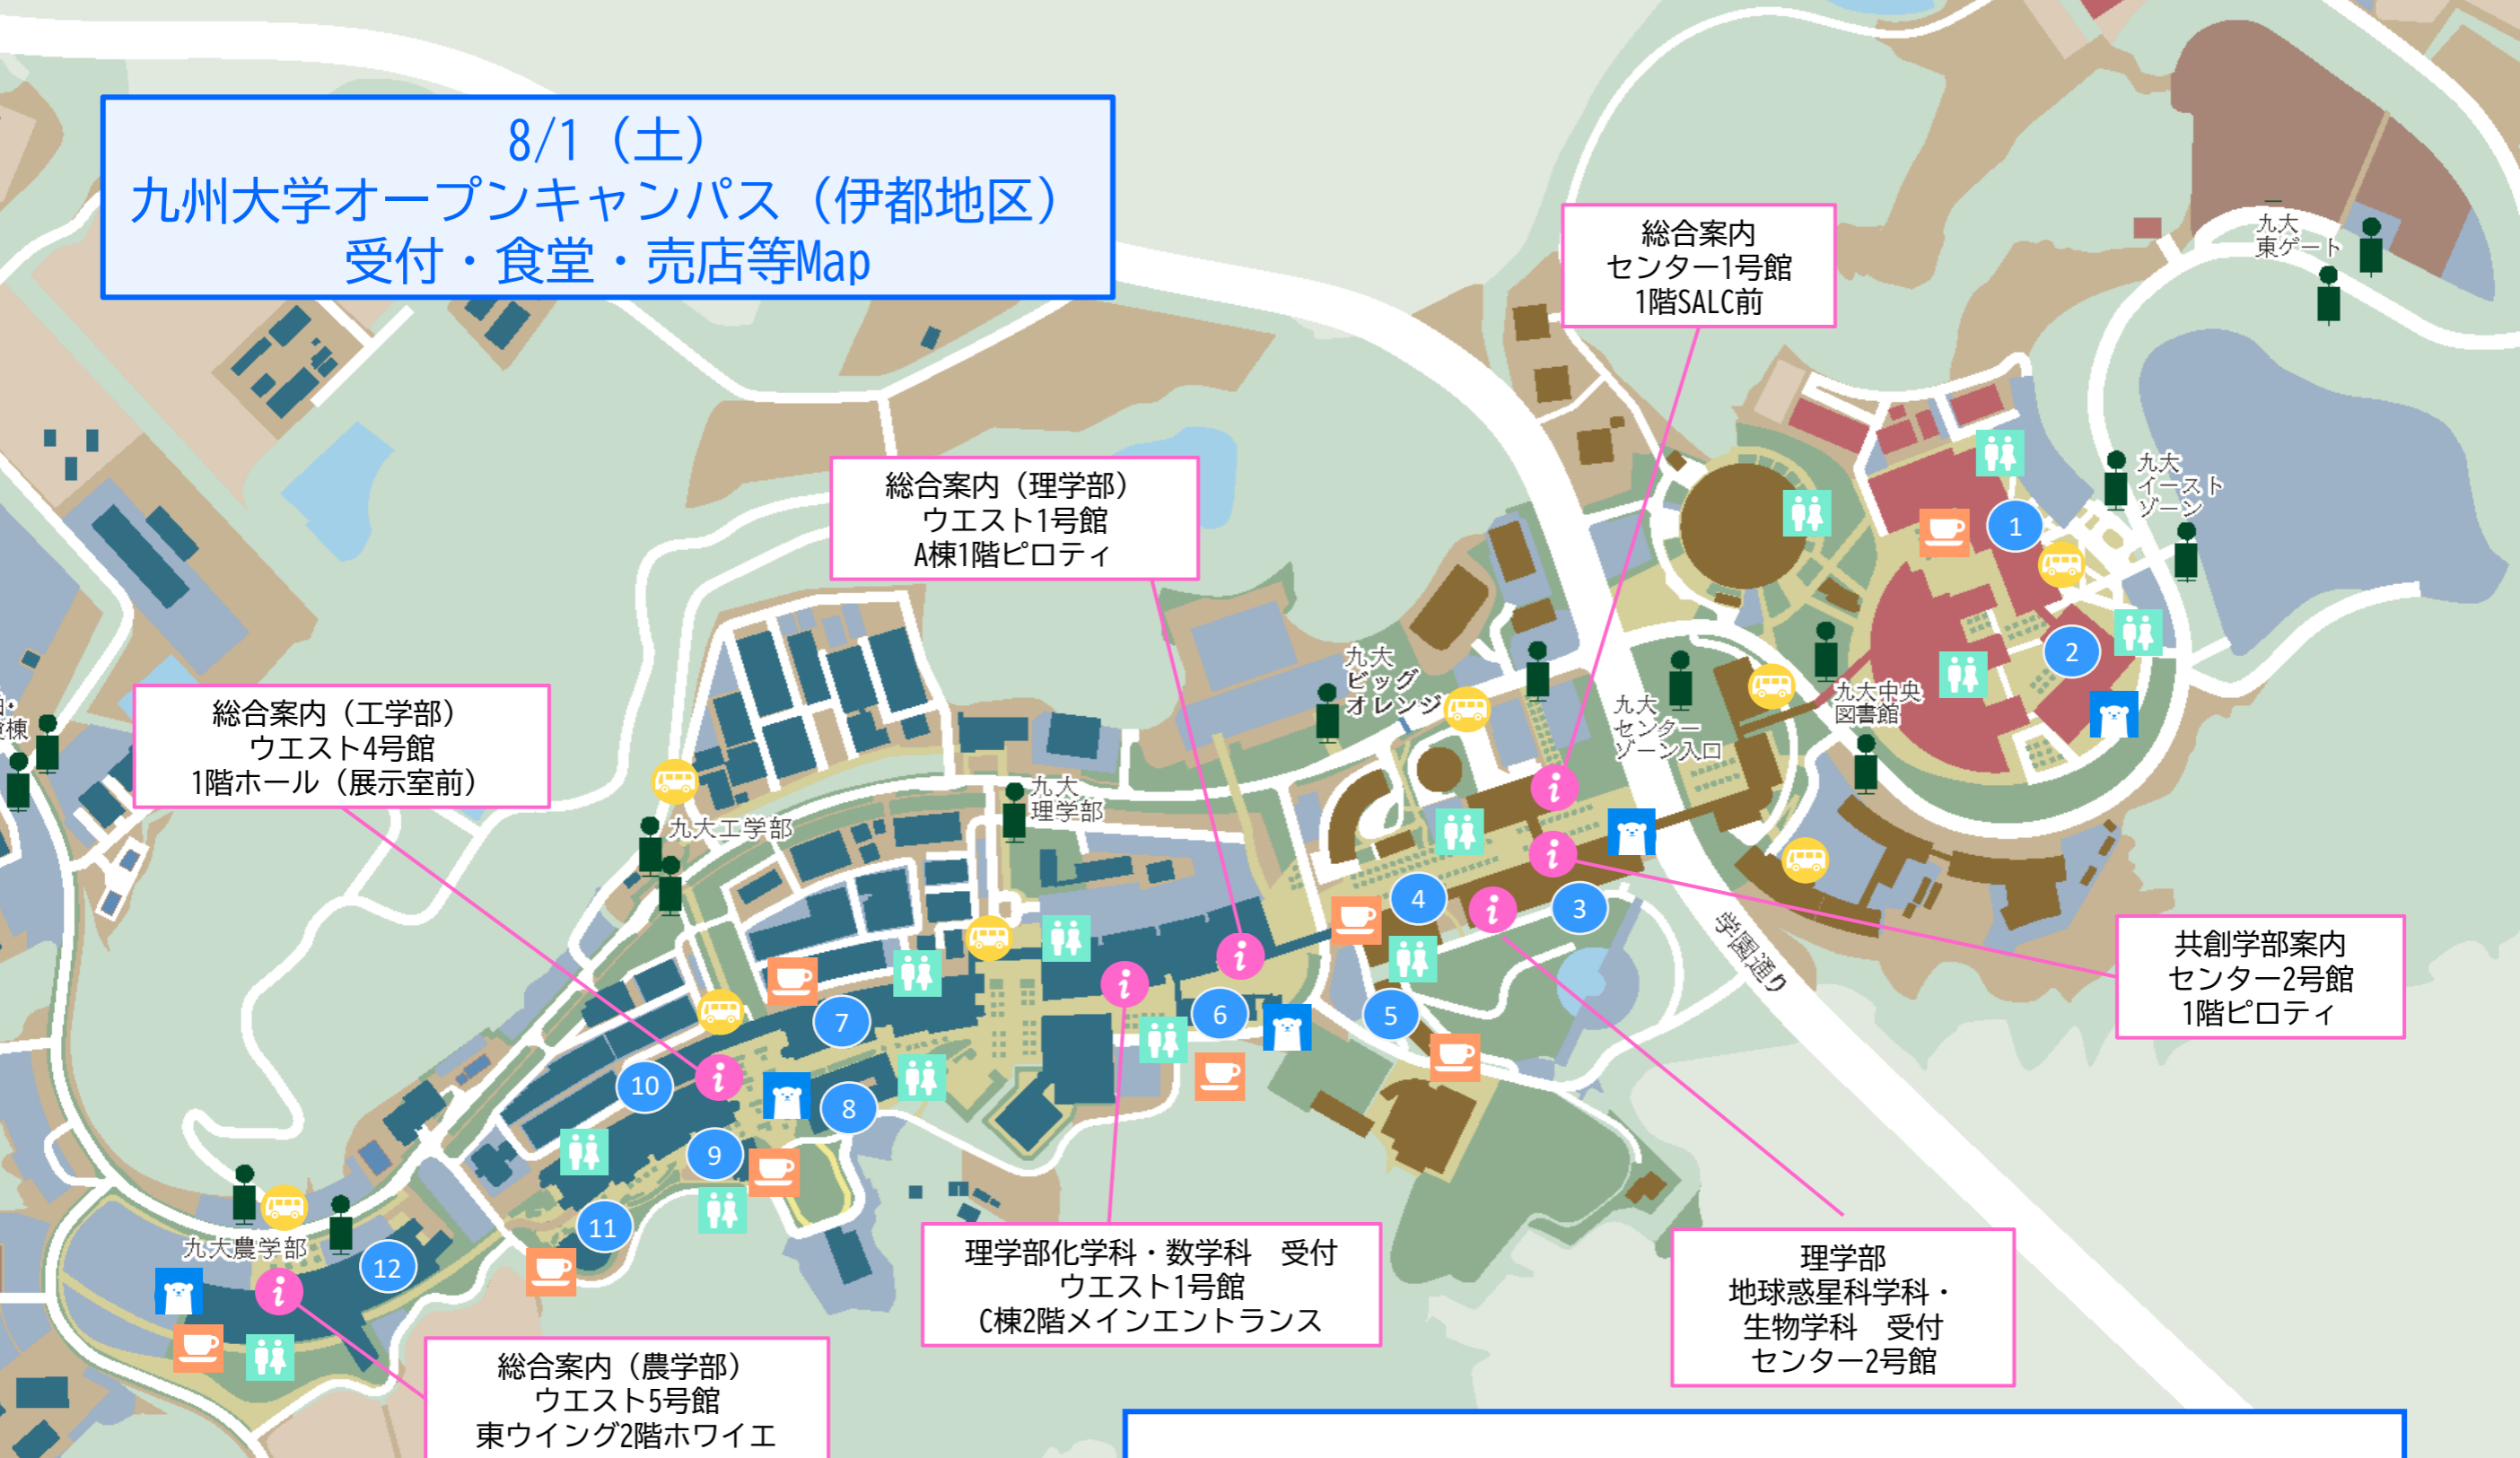 8/1（土）
九州大学オープンキャンパス（伊都地区）
受付・食堂・売店等Map
総合案内
センター1号館
1階SALC前
九大
東ゲート
総合案内（理学部）
ウエスト1号館
A棟1階ピロティ
九大
イースト
ゾーン
1
2
九大
ビッグ
オレンジ
九大
センター
ゾーン入口
九大中央
図書館
総合案内（工学部）
ウエスト4号館
1階ホール（展示室前）
棟
九大
理学部
九大工学部
学園通り
4
3
共創学部案内
センター2号館
1階ピロティ
7
6
5
10
8
9
11
12
九大農学部
理学部化学科・数学科　受付
ウエスト1号館
C棟2階メインエントランス
理学部
地球惑星科学科・
生物学科　受付
センター2号館
総合案内（農学部）
ウエスト5号館
東ウイング2階ホワイエ